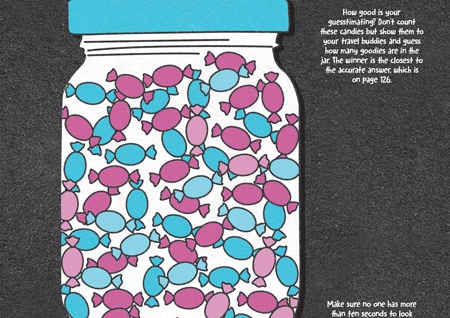 How good is your
guesstimating? Don't count
these candies but show them to
your travel buddies and guess
how many goodies are in the
jar. The winner is the closest to
the accurate answer, which is
on page 126.
Make sure no one has more
than ten seconds to look